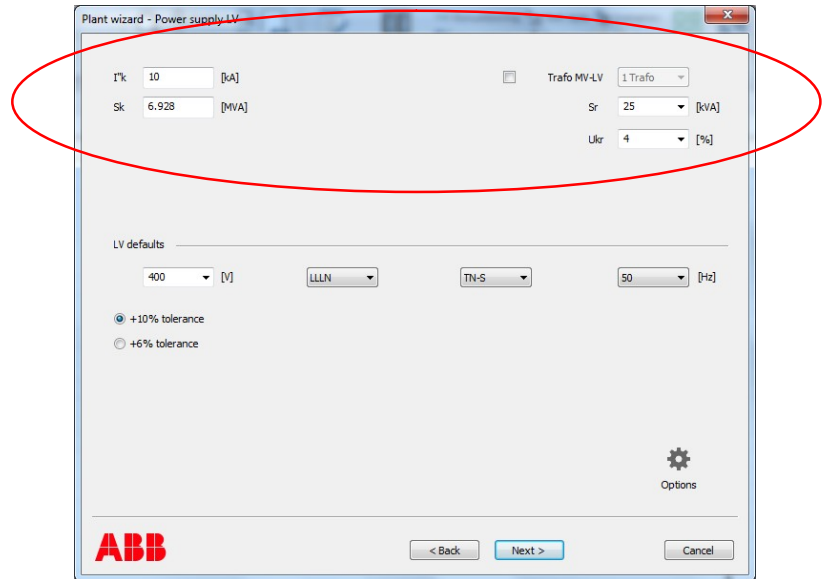 Plant wizard - Power supply LV
I"k 10 [kA] Trafo MV-LV 1 Trafo
Sk 6.928 [MVA] Sr 25 [kVA]
Ukr 4 [%]
LV defaults
400 [V] LLLN TN-S 50 [Hz]
+10% tolerance
+6% tolerance
Options
ABB < Back Next > Cancel